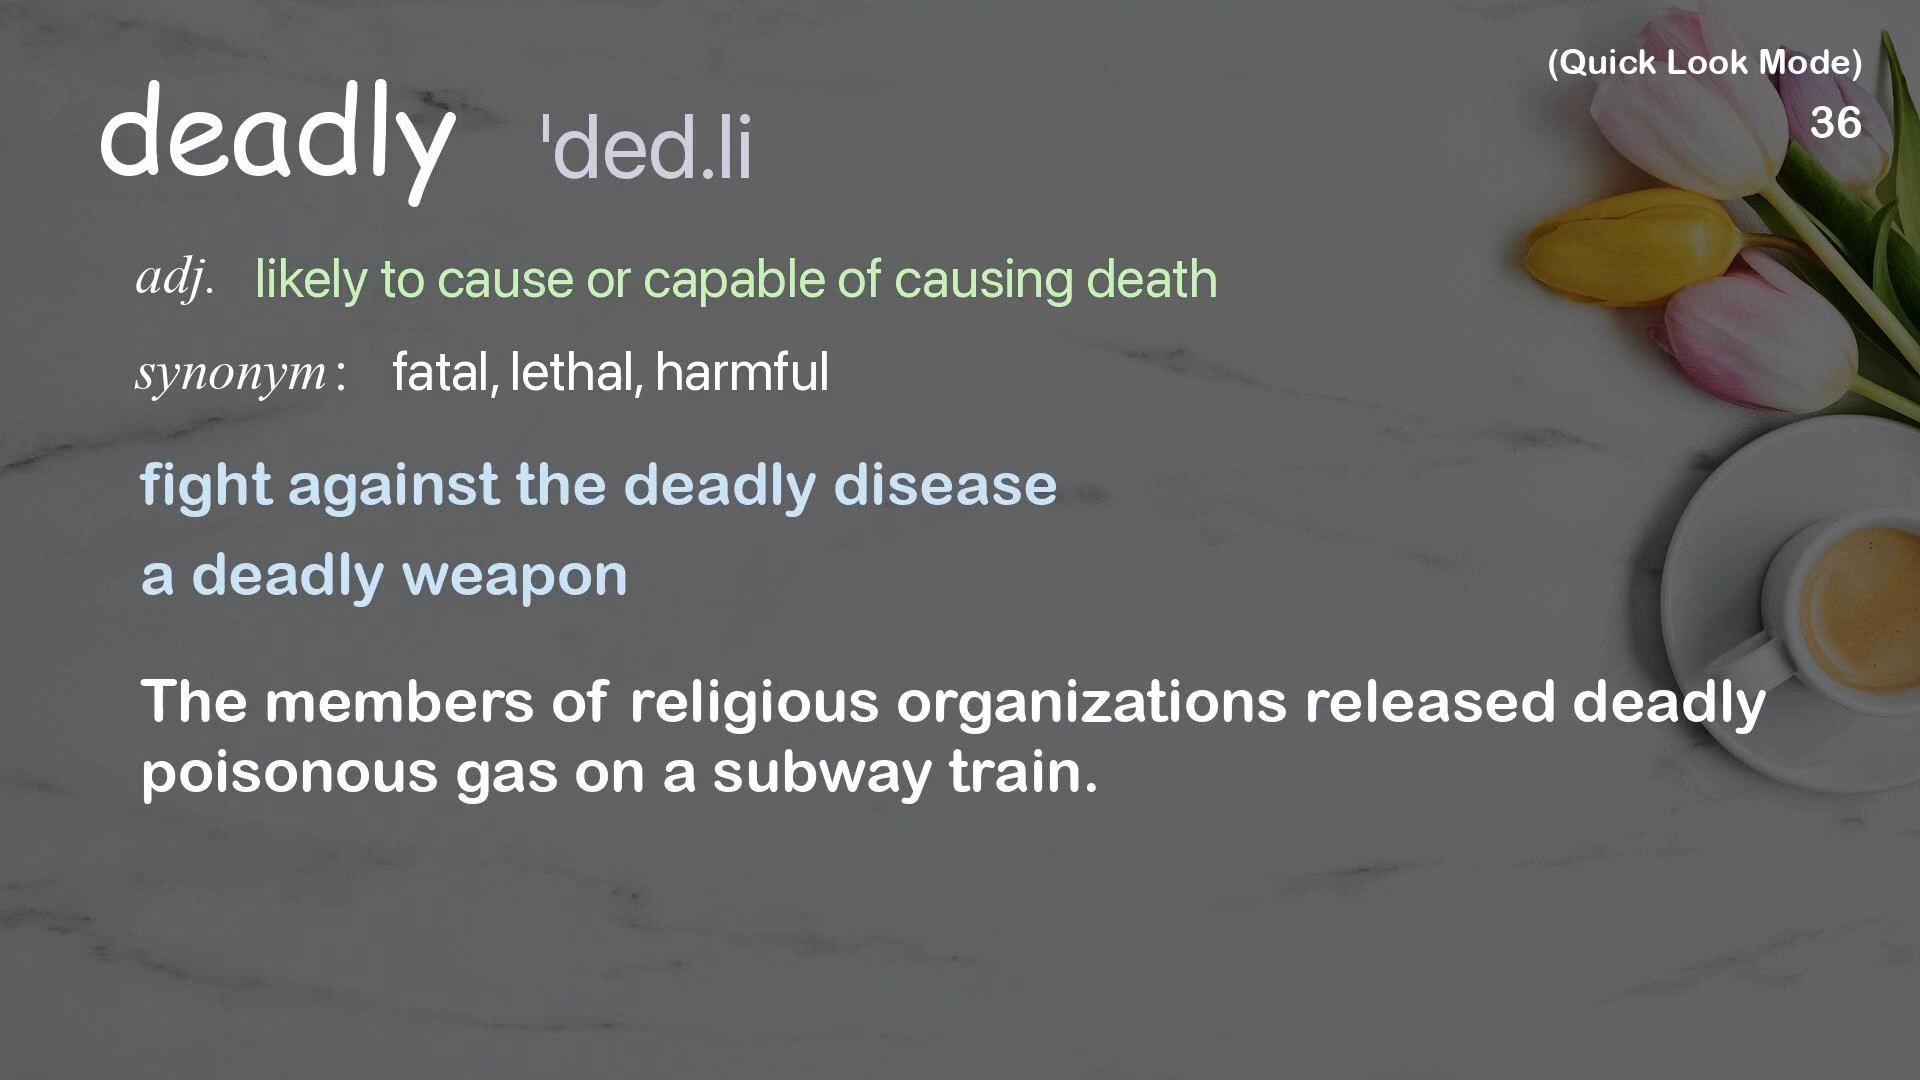 (Quick Look Mode)
36
deadly ˈded.li
adj. likely to cause or capable of causing death
synonym : fatal, lethal, harmful
fight against the deadly disease
a deadly weapon
The members of religious organizations released deadly
poisonous gas on a subway train.